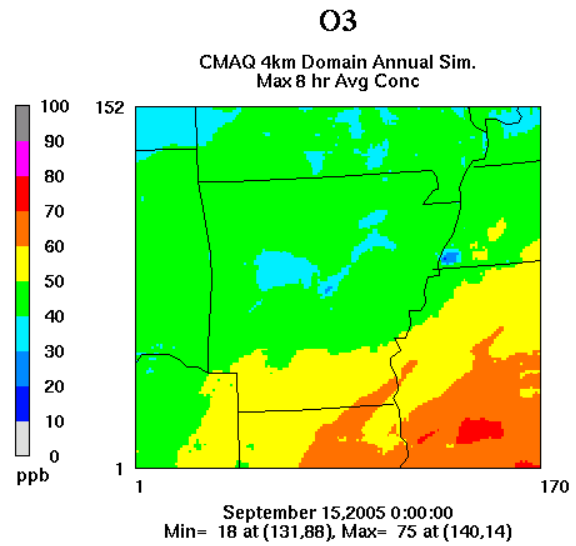 O3
CMAQ 4km Domain Annual Sim.
Max 8 hr Avg Conc
152
100
90
80
70
60
50
40
30
20
10
0
ppb
1
1
170
September 15,2005 0:00:00
Min= 18 at (131,88), Max= 75 at (140,14)